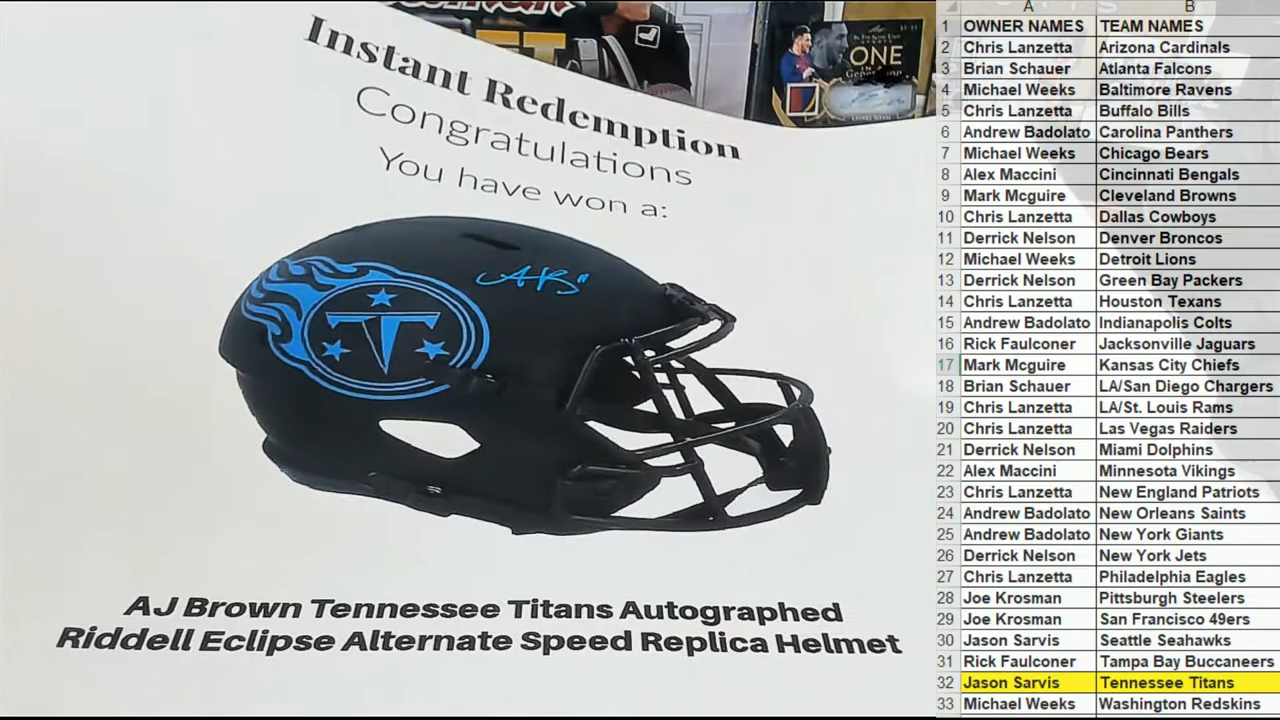 Instant Redemption
Congratulations
You have won a:
ONE
AB
T
AJ Brown Tennessee Titans Autographed
Riddell Eclipse Alternate Speed Replica Helmet
A B
1 OWNER NAMES TEAM NAMES
2 Chris Lanzetta Arizona Cardinals
3 Brian Schauer Atlanta Falcons
4 Michael Weeks Baltimore Ravens
5 Chris Lanzetta Buffalo Bills
6 Andrew Badolato Carolina Panthers
7 Michael Weeks Chicago Bears
8 Alex Maccini Cincinnati Bengals
9 Mark Mcguire Cleveland Browns
10 Chris Lanzetta Dallas Cowboys
11 Derrick Nelson Denver Broncos
12 Michael Weeks Detroit Lions
13 Derrick Nelson Green Bay Packers
14 Chris Lanzetta Houston Texans
15 Andrew Badolato Indianapolis Colts
16 Rick Faulconer Jacksonville Jaguars
17 Mark Mcguire Kansas City Chiefs
18 Brian Schauer LA/San Diego Chargers
19 Chris Lanzetta LA/St. Louis Rams
20 Chris Lanzetta Las Vegas Raiders
21 Derrick Nelson Miami Dolphins
22 Alex Maccini Minnesota Vikings
23 Chris Lanzetta New England Patriots
24 Andrew Badolato New Orleans Saints
25 Andrew Badolato New York Giants
26 Derrick Nelson New York Jets
27 Chris Lanzetta Philadelphia Eagles
28 Joe Krosman Pittsburgh Steelers
29 Joe Krosman San Francisco 49ers
30 Jason Sarvis Seattle Seahawks
31 Rick Faulconer Tampa Bay Buccaneers
32 Jason Sarvis Tennessee Titans
33 Michael Weeks Washington Redskins